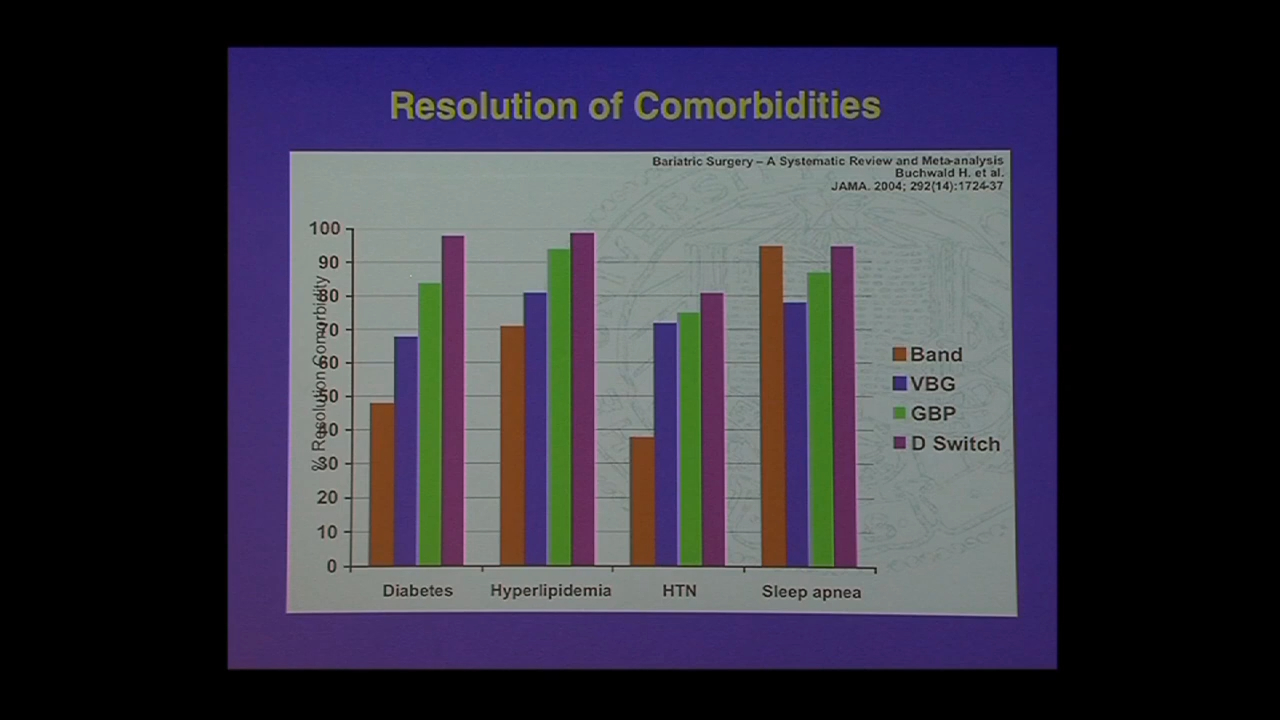 Resolution of Comorbidities
Bariatric Surgery – A Systematic Review and Meta-analysis
Buchwald H. et al.
JAMA. 2004; 292(14):1724-37
% Resolution Comorbidity
100
90
80
70
60
50
40
30
20
10
0
Diabetes Hyperlipidemia HTN Sleep apnea
Band
VBG
GBP
D Switch